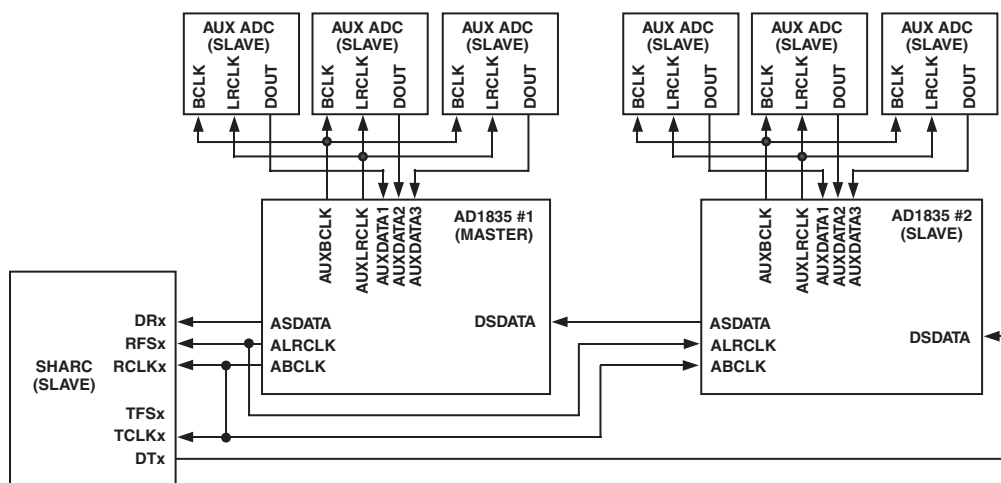 AUX ADC
(SLAVE)
BCLK
LRCLK
DOUT
AUX ADC
(SLAVE)
BCLK
LRCLK
DOUT
AUX ADC
(SLAVE)
BCLK
LRCLK
DOUT
AUX ADC
(SLAVE)
BCLK
LRCLK
DOUT
AUX ADC
(SLAVE)
BCLK
LRCLK
DOUT
AUX ADC
(SLAVE)
BCLK
LRCLK
DOUT
AUXBCLK
AUXLRCLK
AUXDATA1
AUXDATA2
AUXDATA3
AD1835 #1
(MASTER)
ASDATA
ALRCLK
ABCLK
DSDATA
AUXBCLK
AUXLRCLK
AUXDATA1
AUXDATA2
AUXDATA3
AD1835 #2
(SLAVE)
ASDATA
ALRCLK
ABCLK
DSDATA
SHARC
(SLAVE)
DRx
RFSx
RCLKx
TFSx
TCLKx
DTx